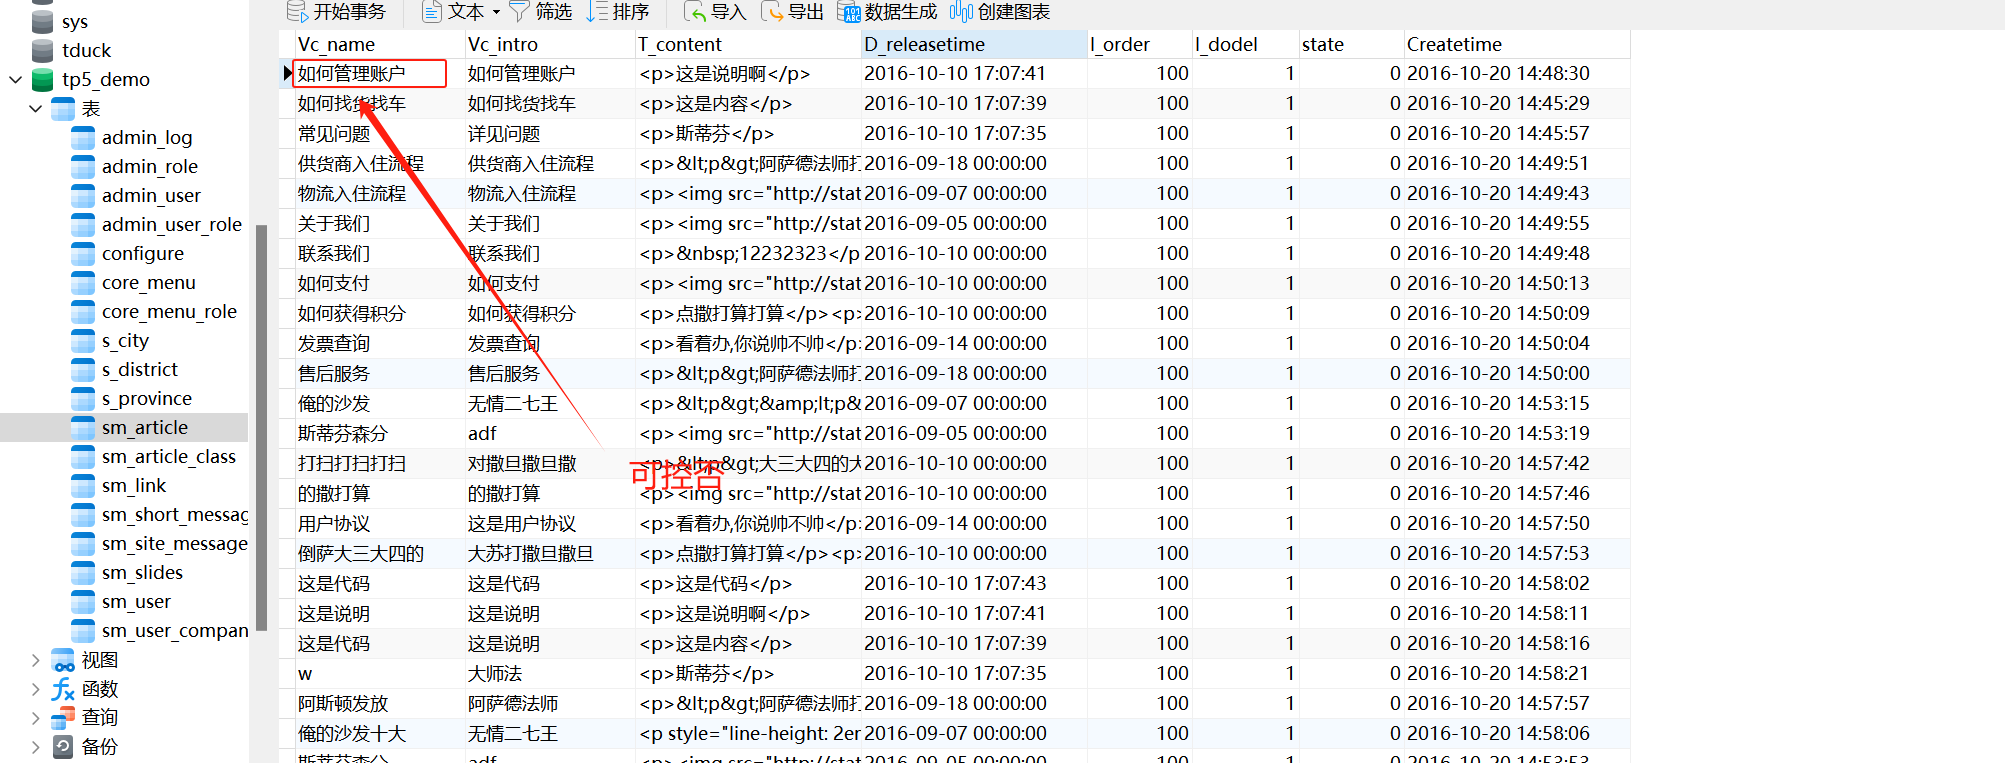 开始事务 文本 筛选 排序 导入 导出 数据生成 创建图表
sys
tduck
tp5_demo
表
admin_log
admin_role
admin_user
admin_user_role
configure
core_menu
core_menu_role
s_city
s_district
s_province
sm_article
sm_article_class
sm_link
sm_short_messag
sm_site_message
sm_slides
sm_user
sm_user_compan
视图
函数
查询
备份
Vc_name Vc_intro T_content D_releasetime I_order I_dodel state Createtime
如何管理账户 如何管理账户 <p>这是说明啊</p> 2016-10-10 17:07:41 100 1 0 2016-10-20 14:48:30
如何找货找车 如何找货找车 <p>这是内容</p> 2016-10-10 17:07:39 100 1 0 2016-10-20 14:45:29
常见问题 详见问题 <p>斯蒂芬</p> 2016-10-10 17:07:35 100 1 0 2016-10-20 14:45:57
供货商入住流程 供货商入住流程 <p>&lt;p&gt;阿萨德法师打 2016-09-18 00:00:00 100 1 0 2016-10-20 14:49:51
物流入住流程 物流入住流程 <p><img src="http://stat 2016-09-07 00:00:00 100 1 0 2016-10-20 14:49:43
关于我们 关于我们 <p><img src="http://stat 2016-09-05 00:00:00 100 1 0 2016-10-20 14:49:55
联系我们 联系我们 <p>&nbsp;12232323</p 2016-10-10 00:00:00 100 1 0 2016-10-20 14:49:48
如何支付 如何支付 <p><img src="http://stat 2016-10-10 00:00:00 100 1 0 2016-10-20 14:50:13
如何获得积分 如何获得积分 <p>点撒打算打算</p><p> 2016-10-10 00:00:00 100 1 0 2016-10-20 14:50:09
发票查询 发票查询 <p>看着办,你说帅不帅</p> 2016-09-14 00:00:00 100 1 0 2016-10-20 14:50:04
售后服务 售后服务 <p>&lt;p&gt;阿萨德法师打 2016-09-18 00:00:00 100 1 0 2016-10-20 14:50:00
俺的沙发 无情二七王 <p>&lt;p&gt;&amp;lt;p& 2016-09-07 00:00:00 100 1 0 2016-10-20 14:53:15
斯蒂芬森分 adf <p><img src="http://stat 2016-09-05 00:00:00 100 1 0 2016-10-20 14:53:19
打扫打扫打扫 对撒旦撒旦撒 <p>&lt;p&gt;大三大四的大 2016-10-10 00:00:00 100 1 0 2016-10-20 14:57:42
可控否
的撒打算 的撒打算 <p><img src="http://stat 2016-10-10 00:00:00 100 1 0 2016-10-20 14:57:46
用户协议 这是用户协议 <p>看着办,你说帅不帅</p> 2016-09-14 00:00:00 100 1 0 2016-10-20 14:57:50
倒萨大三大四的 大苏打撒旦撒旦 <p>点撒打算打算</p><p> 2016-10-10 00:00:00 100 1 0 2016-10-20 14:57:53
这是代码 这是代码 <p>这是代码</p> 2016-10-10 17:07:43 100 1 0 2016-10-20 14:58:02
这是说明 这是说明 <p>这是说明啊</p> 2016-10-10 17:07:41 100 1 0 2016-10-20 14:58:11
这是代码 这是说明 <p>这是内容</p> 2016-10-10 17:07:39 100 1 0 2016-10-20 14:58:16
w 大师法 <p>斯蒂芬</p> 2016-10-10 17:07:35 100 1 0 2016-10-20 14:58:21
阿斯顿发放 阿萨德法师 <p>&lt;p&gt;阿萨德法师打 2016-09-18 00:00:00 100 1 0 2016-10-20 14:57:57
俺的沙发十大 无情二七王 <p style="line-height: 2er 2016-09-07 00:00:00 100 1 0 2016-10-20 14:58:06
斯蒂芬森分 adf <p><img src="http://stat 2016-09-05 00:00:00 100 1 0 2016-10-20 14:53:53